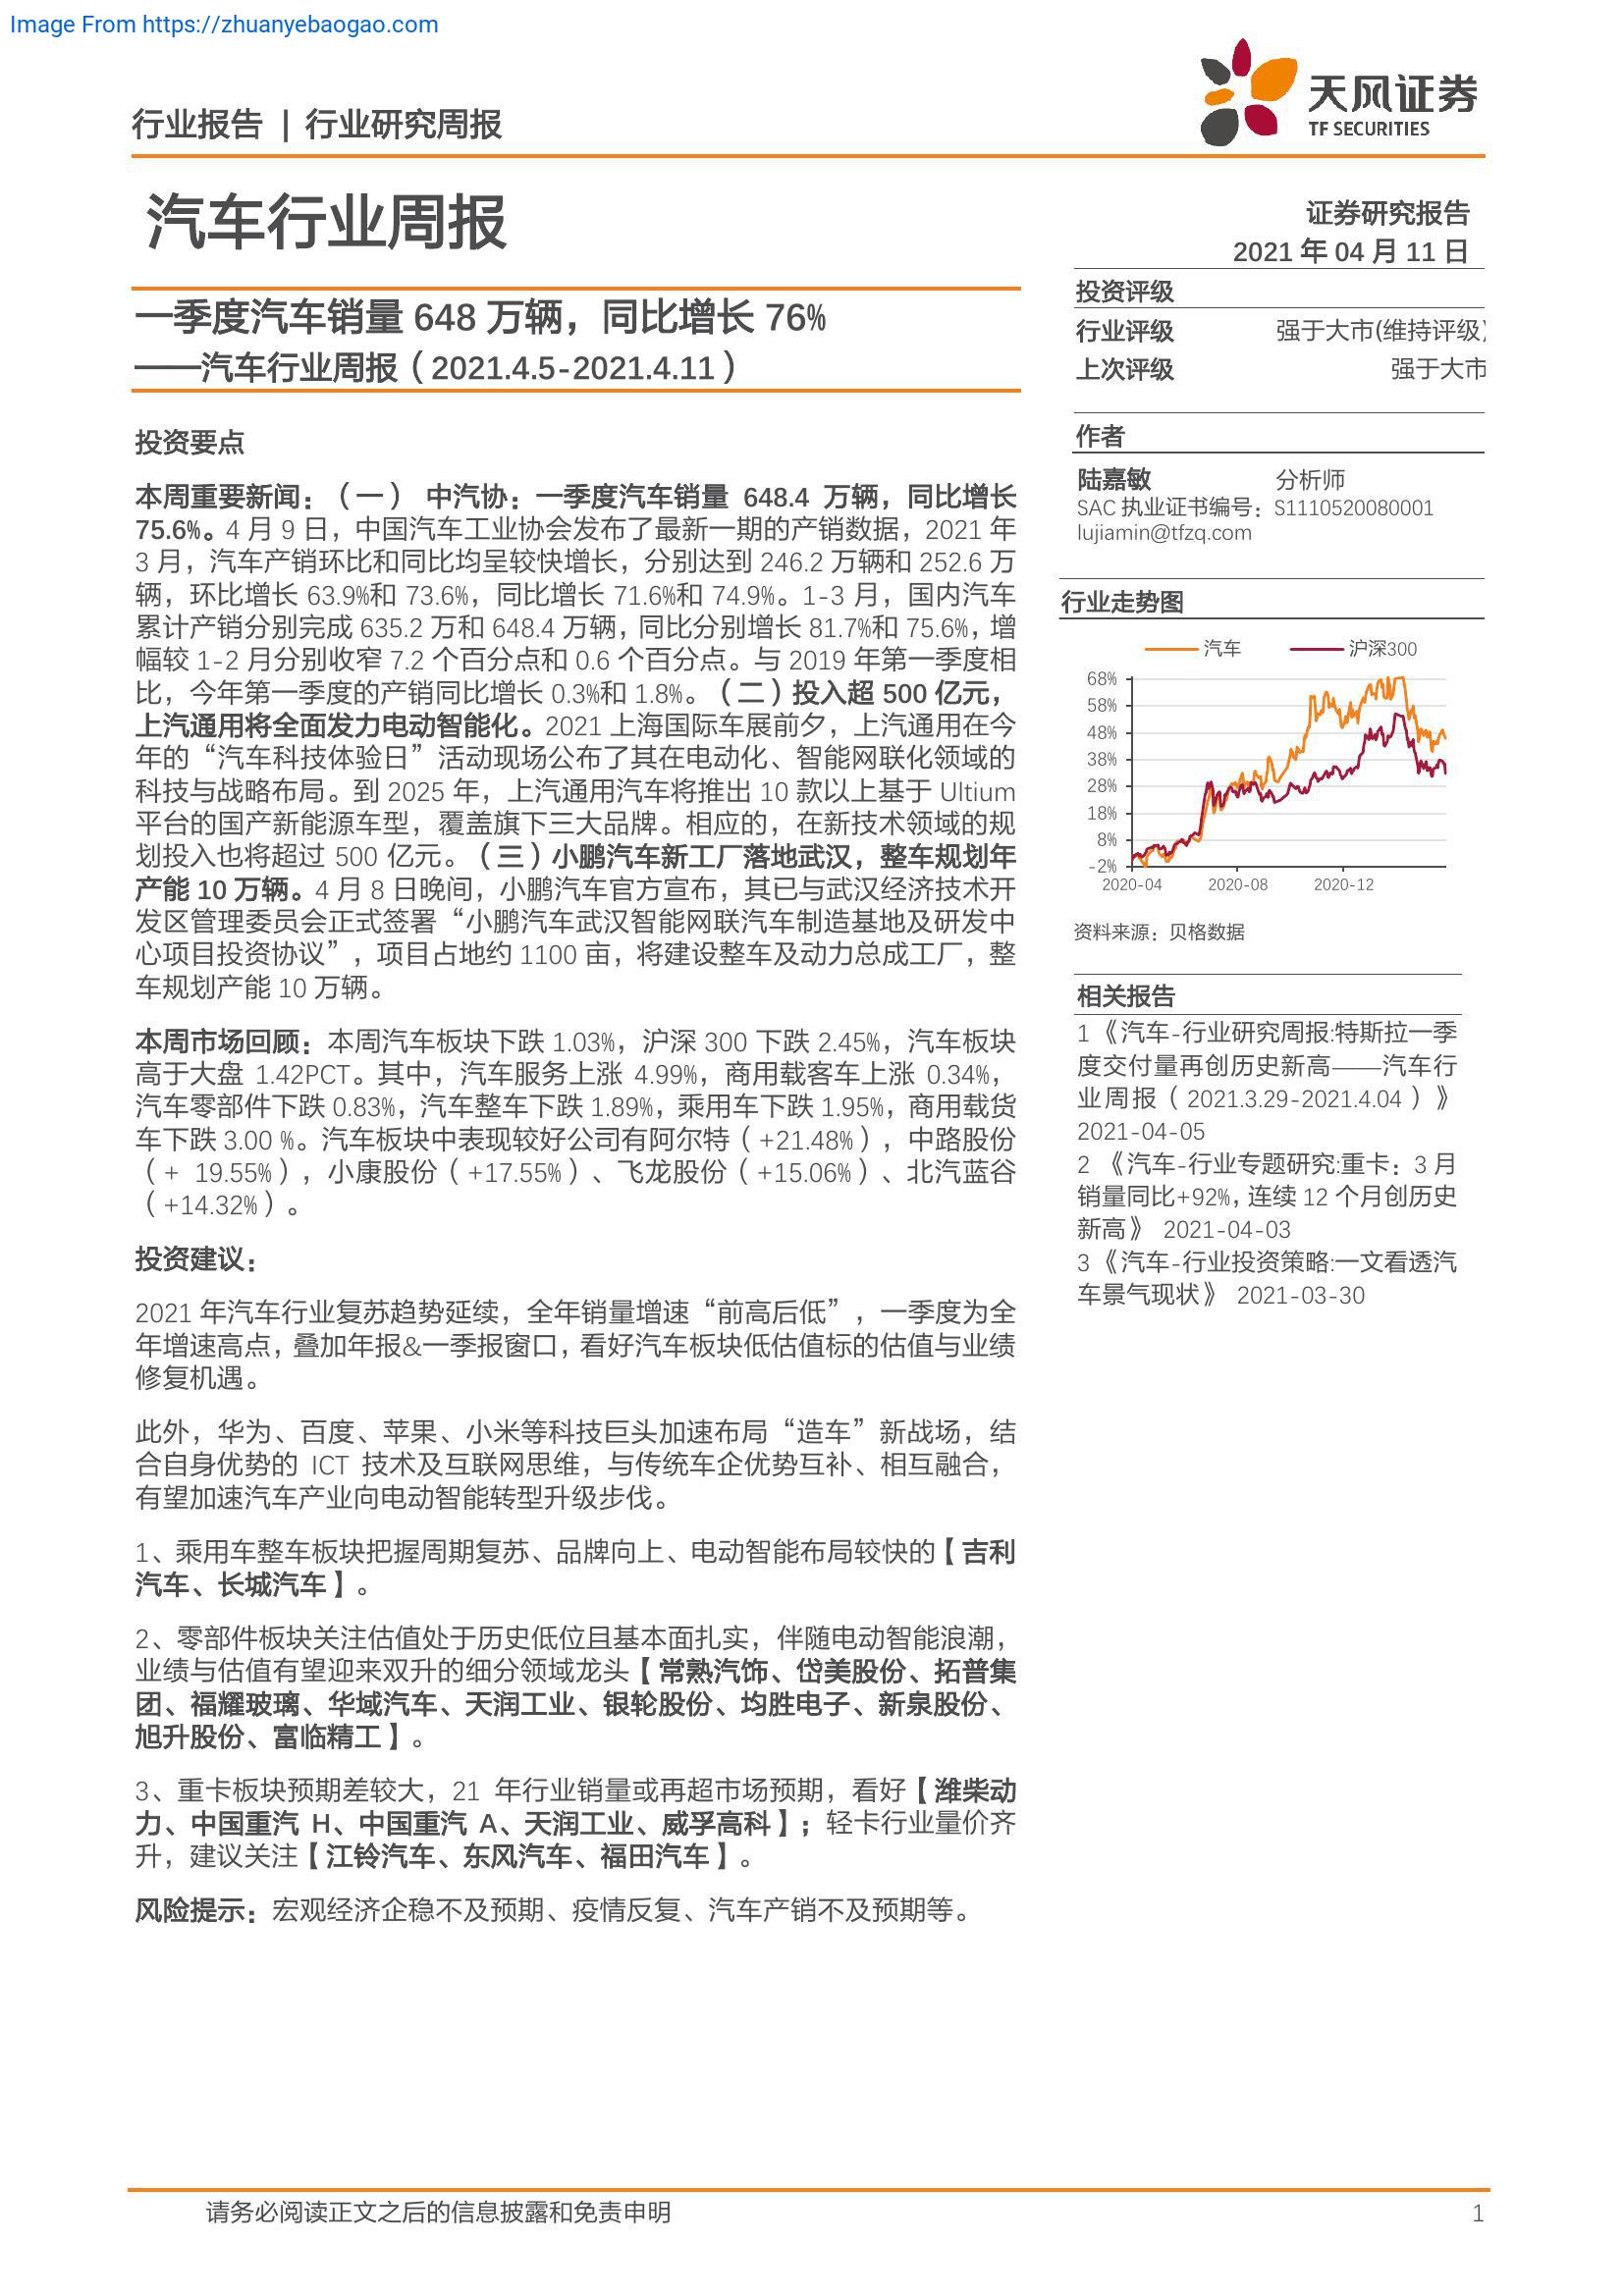 Image From https://zhuanyebaogao.com
行业报告 | 行业研究周报
天风证券
TF SECURITIES
汽车行业周报
证券研究报告
2021 年 04 月 11 日
一季度汽车销量 648 万辆，同比增长 76%
——汽车行业周报（2021.4.5-2021.4.11）
投资要点
本周重要新闻：（一） 中汽协：一季度汽车销量 648.4 万辆，同比增长
75.6%。4 月 9 日，中国汽车工业协会发布了最新一期的产销数据，2021 年
3 月，汽车产销环比和同比均呈较快增长，分别达到 246.2 万辆和 252.6 万
辆，环比增长 63.9%和 73.6%，同比增长 71.6%和 74.9%。1-3 月，国内汽车
累计产销分别完成 635.2 万和 648.4 万辆，同比分别增长 81.7%和 75.6%，增
幅较 1-2 月分别收窄 7.2 个百分点和 0.6 个百分点。与 2019 年第一季度相
比，今年第一季度的产销同比增长 0.3%和 1.8%。（二）投入超 500 亿元，
上汽通用将全面发力电动智能化。2021 上海国际车展前夕，上汽通用在今
年的“汽车科技体验日”活动现场公布了其在电动化、智能网联化领域的
科技与战略布局。到 2025 年，上汽通用汽车将推出 10 款以上基于 Ultium
平台的国产新能源车型，覆盖旗下三大品牌。相应的，在新技术领域的规
划投入也将超过 500 亿元。（三）小鹏汽车新工厂落地武汉，整车规划年
产能 10 万辆。4 月 8 日晚间，小鹏汽车官方宣布，其已与武汉经济技术开
发区管理委员会正式签署“小鹏汽车武汉智能网联汽车制造基地及研发中
心项目投资协议”，项目占地约 1100 亩，将建设整车及动力总成工厂，整
车规划产能 10 万辆。
本周市场回顾：本周汽车板块下跌 1.03%，沪深 300 下跌 2.45%，汽车板块
高于大盘 1.42PCT。其中，汽车服务上涨 4.99%，商用载客车上涨 0.34%，
汽车零部件下跌 0.83%，汽车整车下跌 1.89%，乘用车下跌 1.95%，商用载货
车下跌 3.00 %。汽车板块中表现较好公司有阿尔特（+21.48%），中路股份
（+ 19.55%），小康股份（+17.55%）、飞龙股份（+15.06%）、北汽蓝谷
（+14.32%）。
投资建议：
2021 年汽车行业复苏趋势延续，全年销量增速“前高后低”，一季度为全
年增速高点，叠加年报&一季报窗口，看好汽车板块低估值标的估值与业绩
修复机遇。
此外，华为、百度、苹果、小米等科技巨头加速布局“造车”新战场，结
合自身优势的 ICT 技术及互联网思维，与传统车企优势互补、相互融合，
有望加速汽车产业向电动智能转型升级步伐。
1、乘用车整车板块把握周期复苏、品牌向上、电动智能布局较快的【吉利
汽车、长城汽车】。
2、零部件板块关注估值处于历史低位且基本面扎实，伴随电动智能浪潮，
业绩与估值有望迎来双升的细分领域龙头【常熟汽饰、岱美股份、拓普集
团、福耀玻璃、华域汽车、天润工业、银轮股份、均胜电子、新泉股份、
旭升股份、富临精工】。
3、重卡板块预期差较大，21 年行业销量或再超市场预期，看好【潍柴动
力、中国重汽 H、中国重汽 A、天润工业、威孚高科】；轻卡行业量价齐
升，建议关注【江铃汽车、东风汽车、福田汽车】。
风险提示：宏观经济企稳不及预期、疫情反复、汽车产销不及预期等。
投资评级
行业评级 强于大市(维持评级)
上次评级 强于大市
作者
陆嘉敏 分析师
SAC 执业证书编号：S1110520080001
lujiamin@tfzq.com
行业走势图
汽车 沪深300
68%
58%
48%
38%
28%
18%
8%
-2%
2020-04 2020-08 2020-12
资料来源：贝格数据
相关报告
1 《汽车-行业研究周报:特斯拉一季
度交付量再创历史新高——汽车行
业周报（2021.3.29-2021.4.04）》
2021-04-05
2 《汽车-行业专题研究:重卡：3 月
销量同比+92%，连续 12 个月创历史
新高》 2021-04-03
3 《汽车-行业投资策略:一文看透汽
车景气现状》 2021-03-30
请务必阅读正文之后的信息披露和免责申明 1